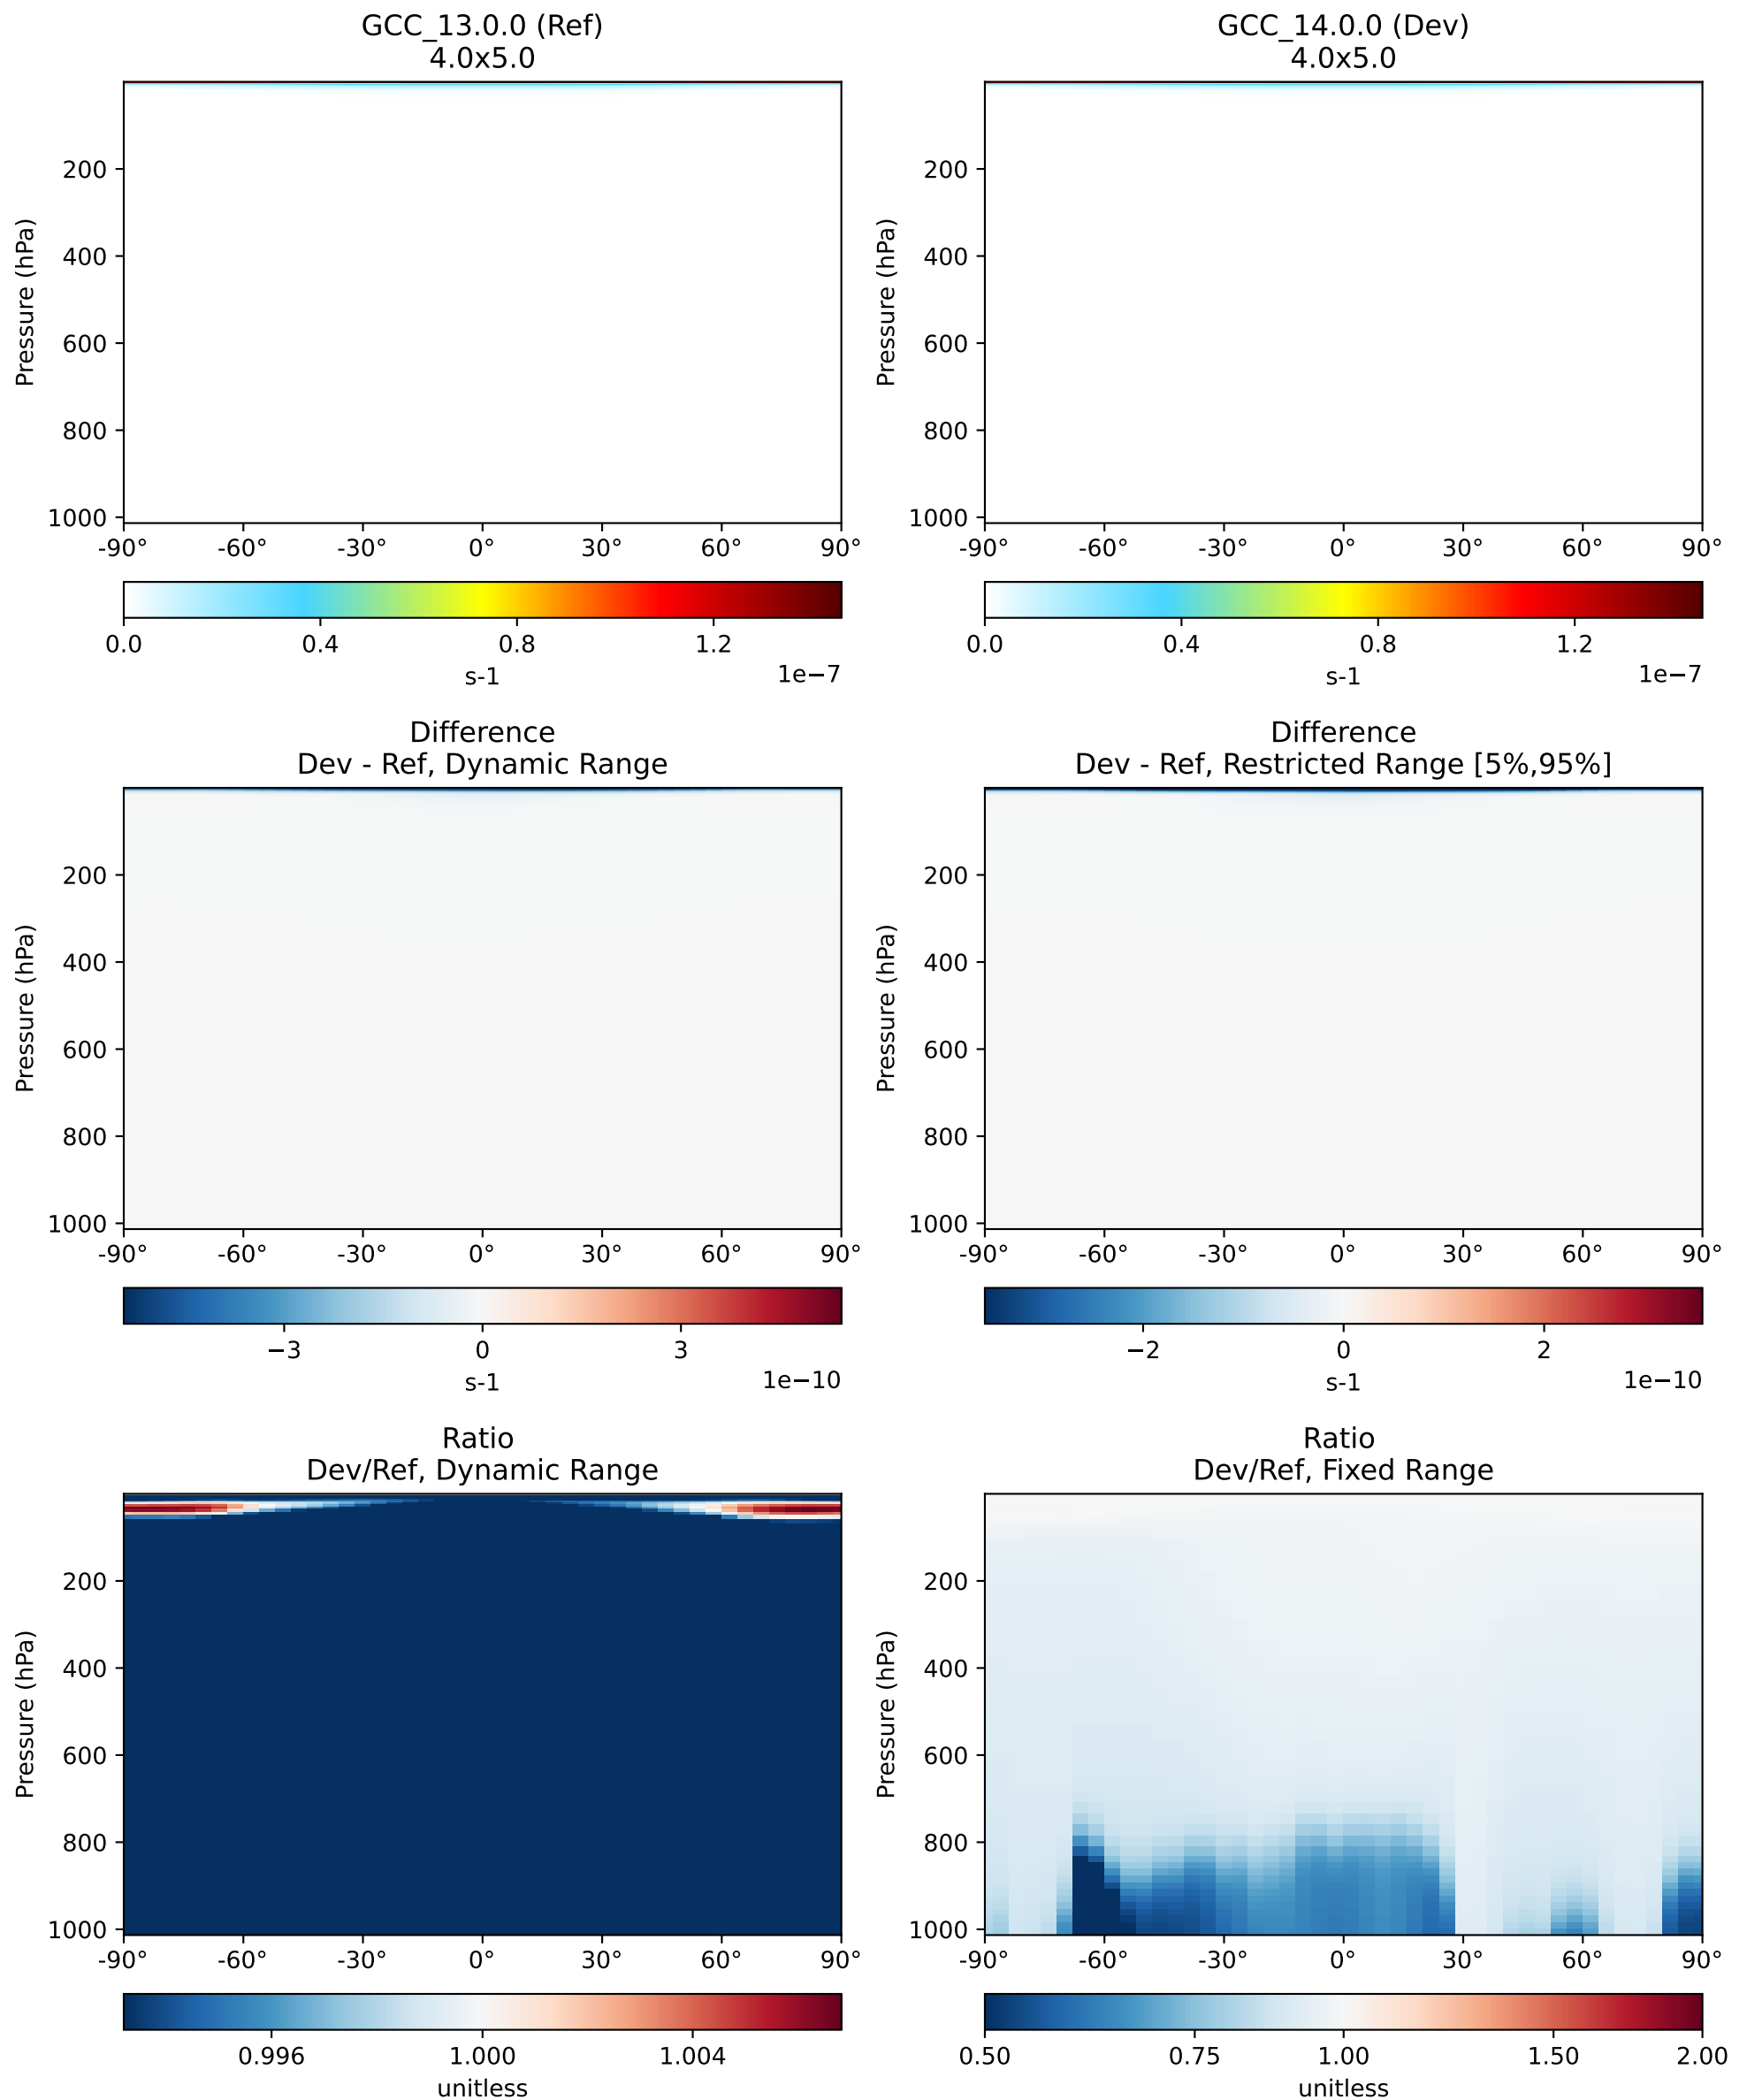 GCC_13.0.0 (Ref)
4.0x5.0
Pressure (hPa)
200
400
600
800
1000
-90° -60° -30° 0° 30° 60° 90°
0.0 0.4 0.8 1.2
s-1 1e−7
GCC_14.0.0 (Dev)
4.0x5.0
Pressure (hPa)
200
400
600
800
1000
-90° -60° -30° 0° 30° 60° 90°
0.0 0.4 0.8 1.2
s-1 1e−7
Difference
Dev - Ref, Dynamic Range
Pressure (hPa)
200
400
600
800
1000
-90° -60° -30° 0° 30° 60° 90°
−3 0 3
s-1 1e−10
Difference
Dev - Ref, Restricted Range [5%,95%]
Pressure (hPa)
200
400
600
800
1000
-90° -60° -30° 0° 30° 60° 90°
−2 0 2
s-1 1e−10
Ratio
Dev/Ref, Dynamic Range
Pressure (hPa)
200
400
600
800
1000
-90° -60° -30° 0° 30° 60° 90°
0.996 1.000 1.004
unitless
Ratio
Dev/Ref, Fixed Range
Pressure (hPa)
200
400
600
800
1000
-90° -60° -30° 0° 30° 60° 90°
0.50 0.75 1.00 1.50 2.00
unitless